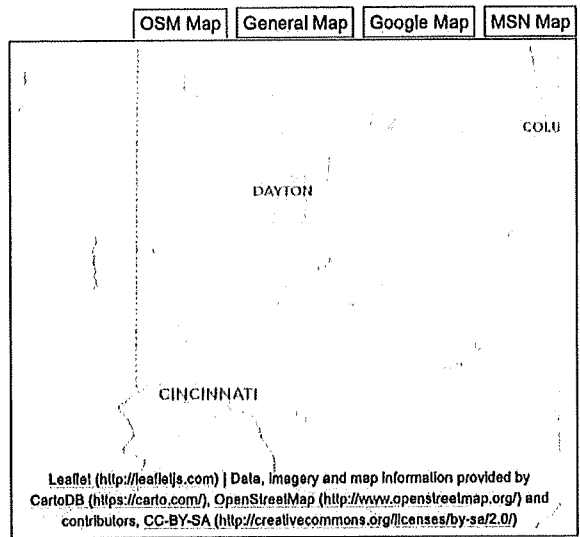 OSM Map General Map Google Map MSN Map
COLU
DAYTON
CINCINNATI
Leaflet (http://leafletjs.com) | Data, imagery and map information provided by
CartoDB (https://carto.com/), OpenStreetMap (http://www.openstreetmap.org/) and
contributors, CC-BY-SA (http://creativecommons.org/licenses/by-sa/2.0/)